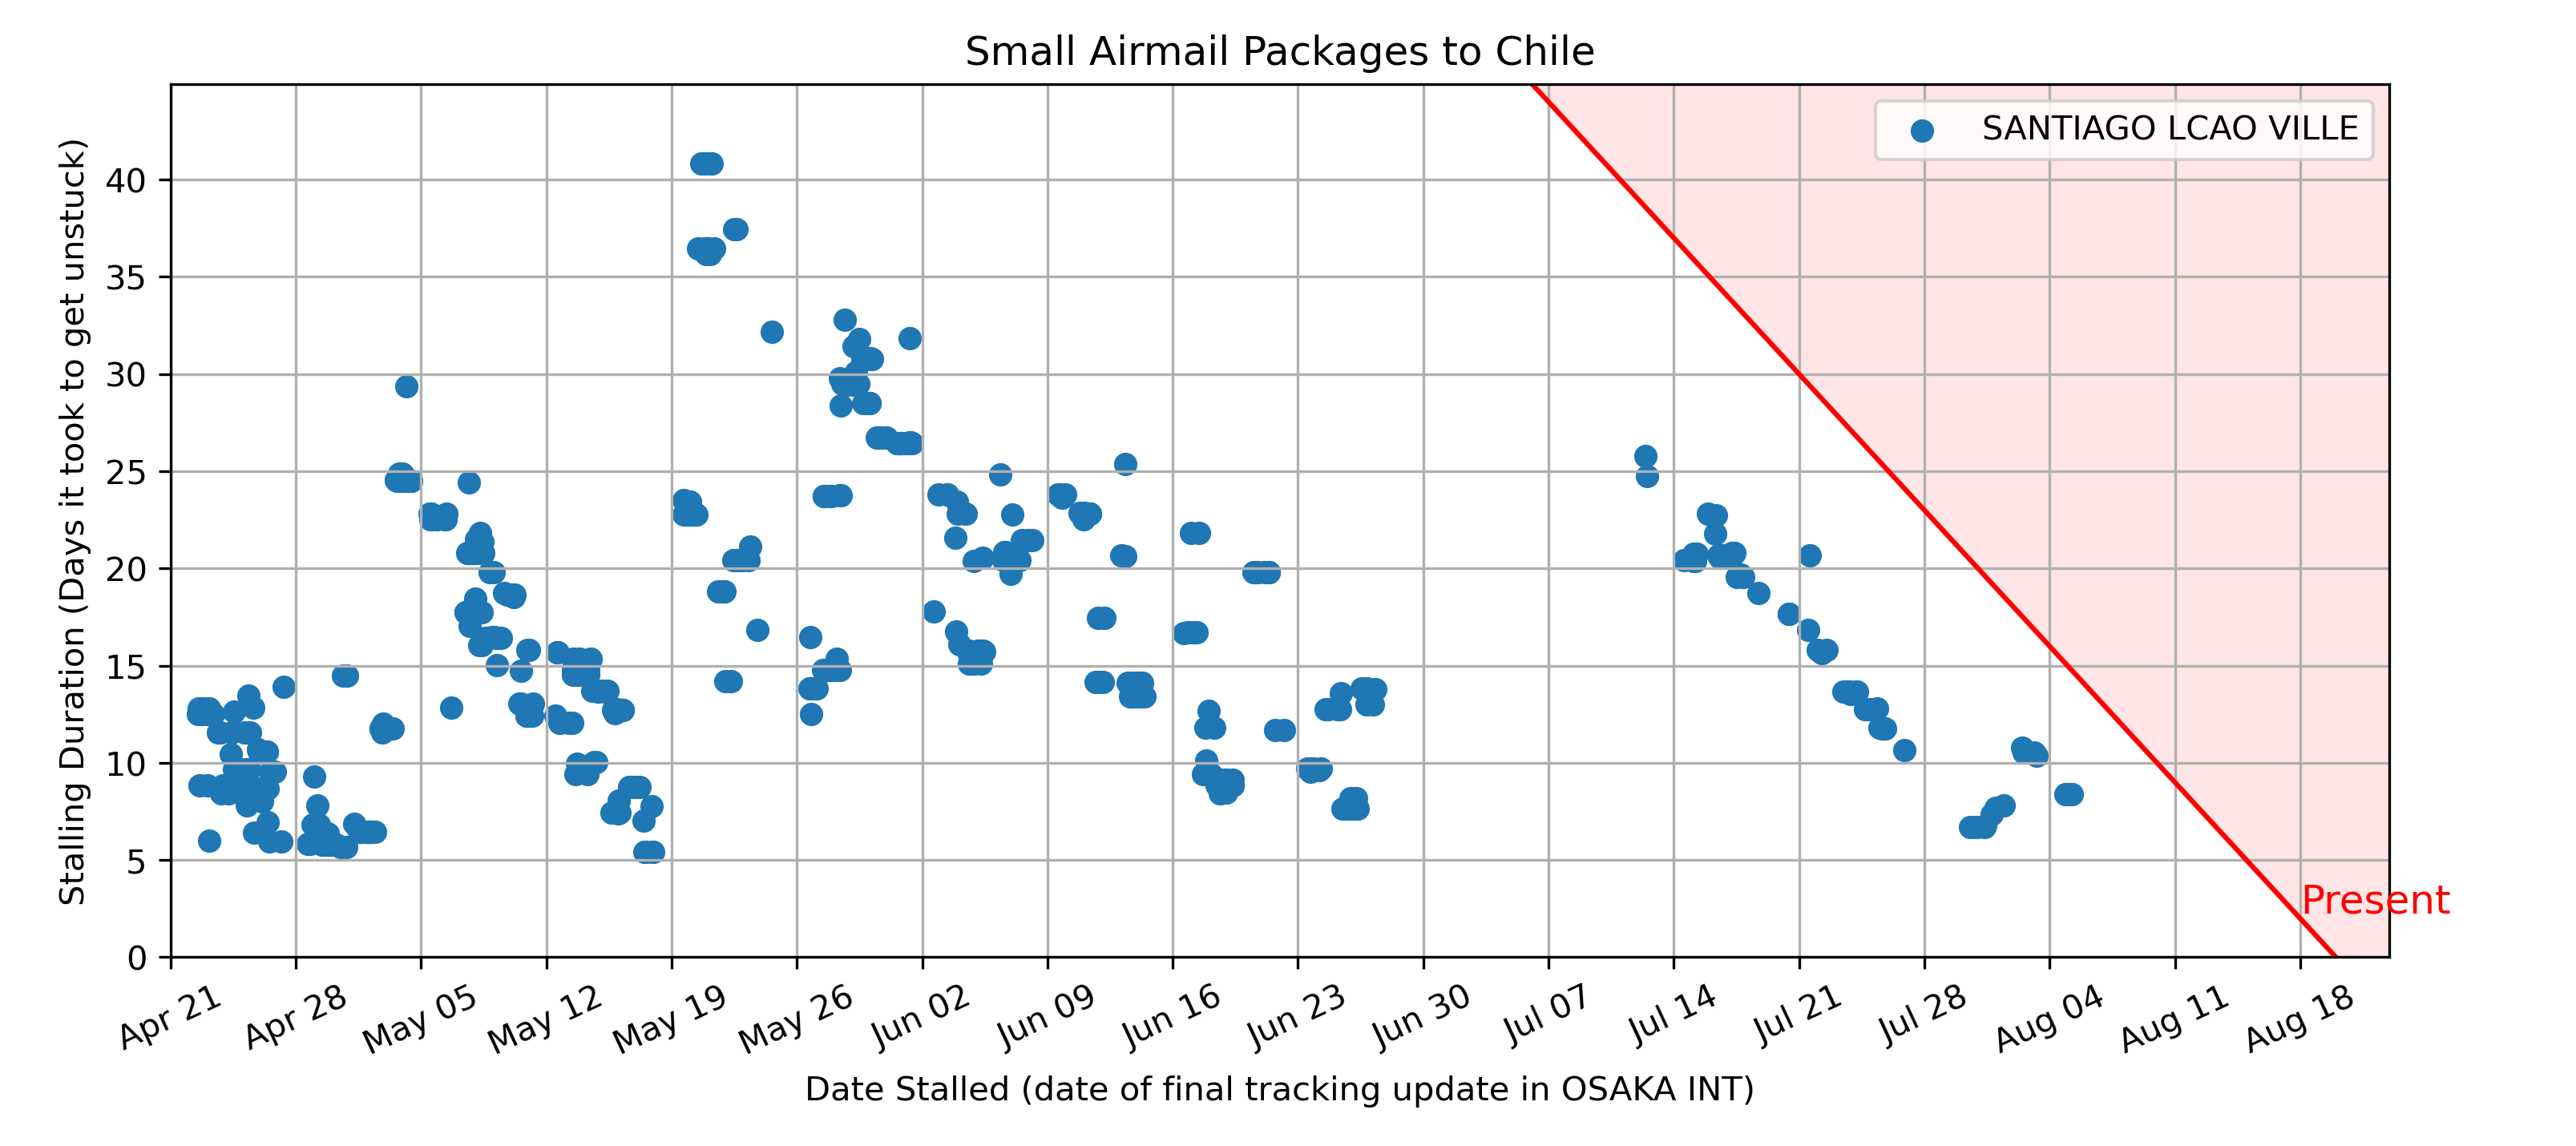 Small Airmail Packages to Chile
SANTIAGO LCAO VILLE
Stalling Duration (Days it took to get unstuck)
40
35
30
25
20
15
10
5
0
Present
Apr 21
Apr 28
May 05
May 12
May 19
May 26
Jun 02
Jun 09
Jun 16
Jun 23
Jun 30
Jul 07
Jul 14
Jul 21
Jul 28
Aug 04
Aug 11
Aug 18
Date Stalled (date of final tracking update in OSAKA INT)